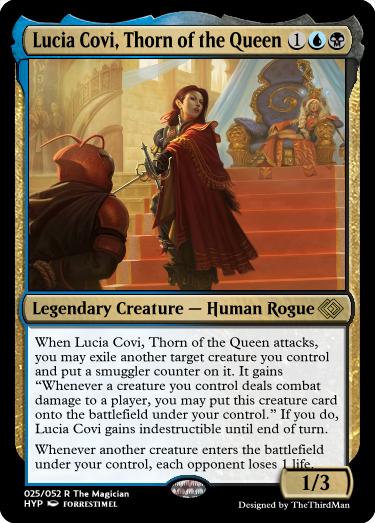 Lucia Covi, Thorn of the Queen 1
Legendary Creature — Human Rogue
When Lucia Covi, Thorn of the Queen attacks,
you may exile another target creature you control
and put a smuggler counter on it. It gains
“Whenever a creature you control deals combat
damage to a player, you may put this creature card
onto the battlefield under your control.” If you do,
Lucia Covi gains indestructible until end of turn.
Whenever another creature enters the battlefield
under your control, each opponent loses 1 life.
1/3
025/052 R The Magician
HYP FORRESTIMEL
Designed by TheThirdMan